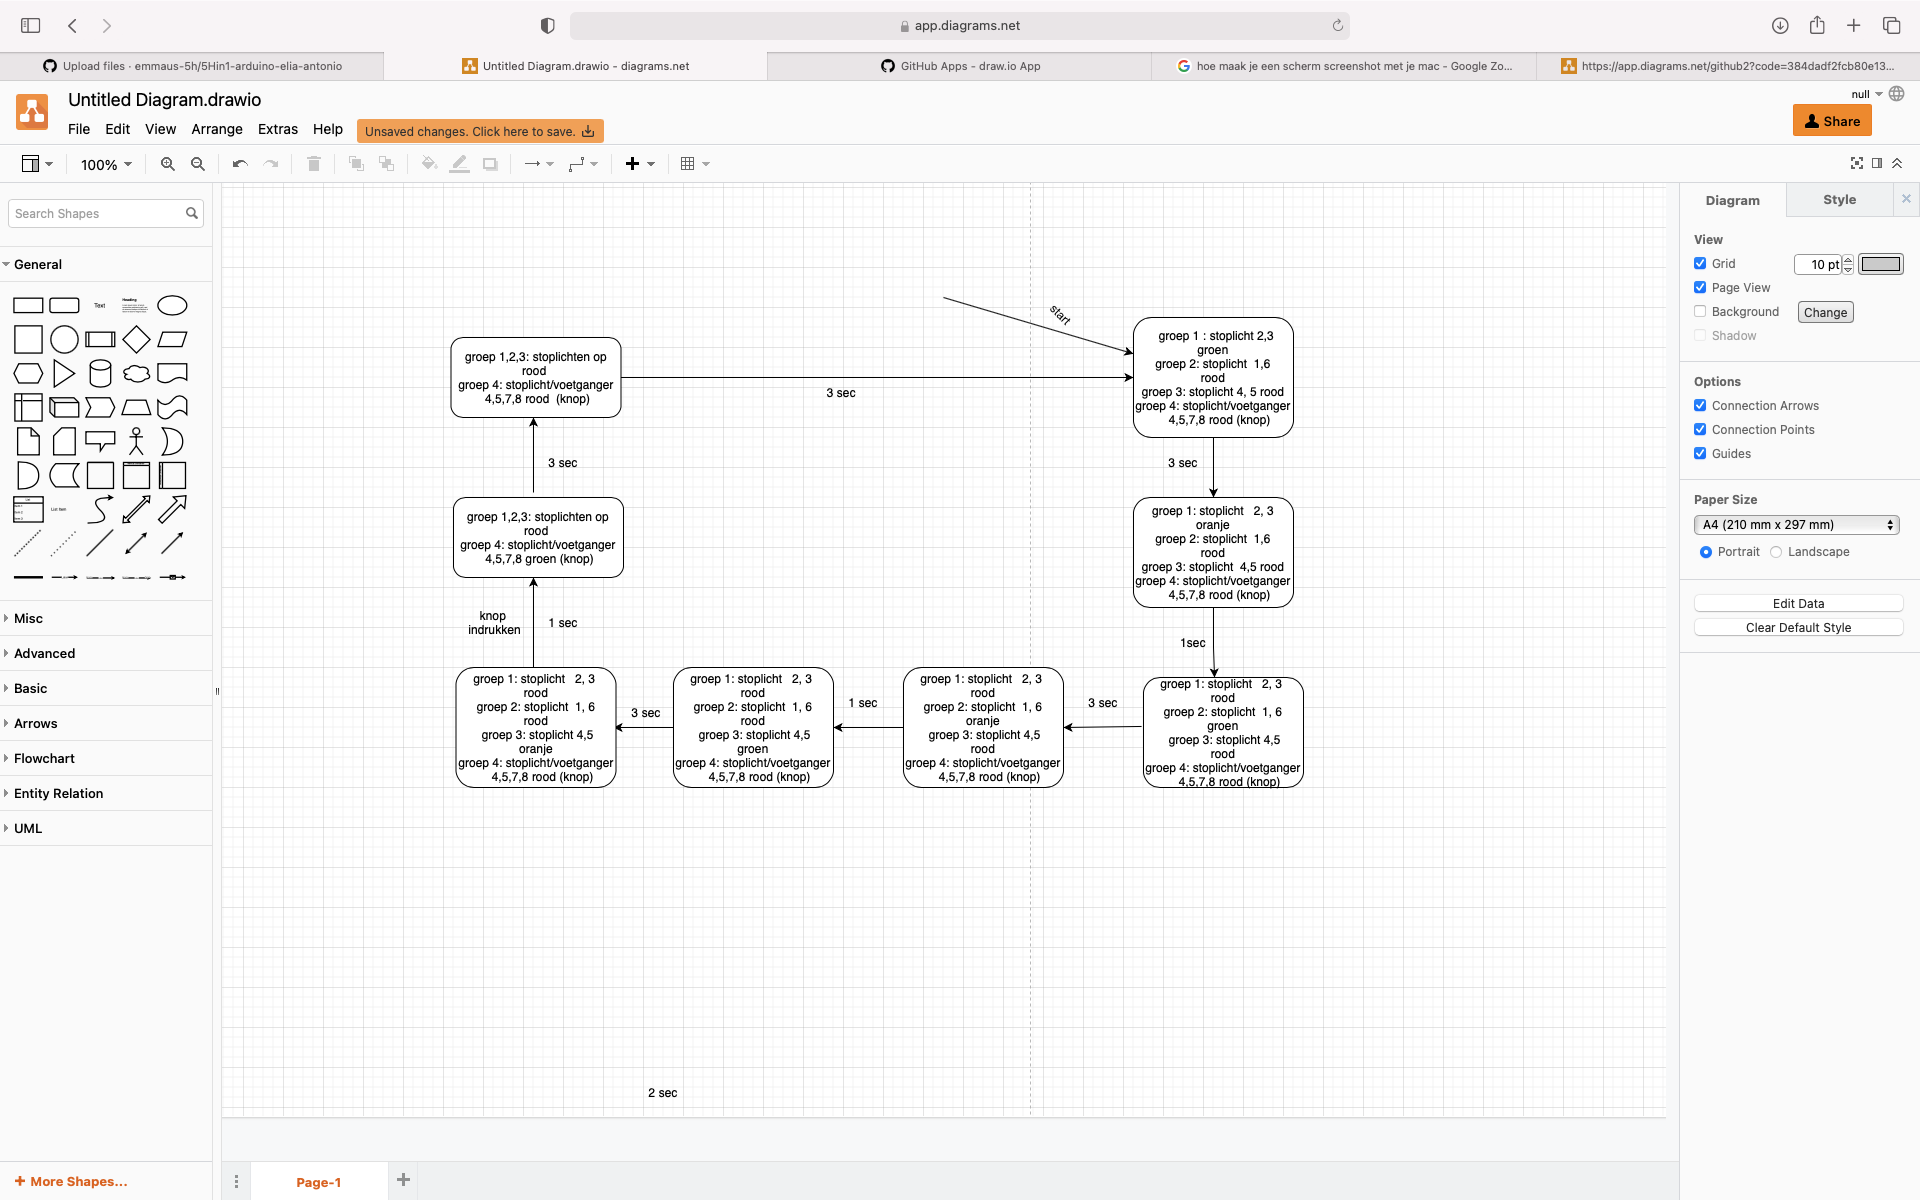 app.diagrams.net
Upload files · emmaus-5h/5Hin1-arduino-elia-antonio
Untitled Diagram.drawio – diagrams.net
GitHub Apps - draw.io App
hoe maak je een scherm screenshot met je mac - Google Zo...
https://app.diagrams.net/github2?code=384dadf2fcb80e13...
Untitled Diagram.drawio
null
File Edit View Arrange Extras Help
Unsaved changes. Click here to save.
Share
100%
Search Shapes
General
Text
Heading
List
List Item
Misc
Advanced
Basic
Arrows
Flowchart
Entity Relation
UML
+ More Shapes...
start
groep 1,2,3: stoplichten op
rood
groep 4: stoplicht/voetganger
4,5,7,8 rood (knop)
3 sec
groep 1 : stoplicht 2,3
groen
groep 2: stoplicht 1,6
rood
groep 3: stoplicht 4, 5 rood
groep 4: stoplicht/voetganger
4,5,7,8 rood (knop)
3 sec
3 sec
groep 1,2,3: stoplichten op
rood
groep 4: stoplicht/voetganger
4,5,7,8 groen (knop)
groep 1: stoplicht 2, 3
oranje
groep 2: stoplicht 1,6
rood
groep 3: stoplicht 4,5 rood
groep 4: stoplicht/voetganger
4,5,7,8 rood (knop)
knop
indrukken
1 sec
1sec
groep 1: stoplicht 2, 3
rood
groep 2: stoplicht 1, 6
rood
groep 3: stoplicht 4,5
oranje
groep 4: stoplicht/voetganger
4,5,7,8 rood (knop)
3 sec
groep 1: stoplicht 2, 3
rood
groep 2: stoplicht 1, 6
rood
groep 3: stoplicht 4,5
groen
groep 4: stoplicht/voetganger
4,5,7,8 rood (knop)
1 sec
groep 1: stoplicht 2, 3
rood
groep 2: stoplicht 1, 6
oranje
groep 3: stoplicht 4,5
rood
groep 4: stoplicht/voetganger
4,5,7,8 rood (knop)
3 sec
groep 1: stoplicht 2, 3
rood
groep 2: stoplicht 1, 6
groen
groep 3: stoplicht 4,5
rood
groep 4: stoplicht/voetganger
4,5,7,8 rood (knop)
2 sec
Page-1
Diagram
Style
View
Grid
10 pt
Page View
Background
Change
Shadow
Options
Connection Arrows
Connection Points
Guides
Paper Size
A4 (210 mm x 297 mm)
Portrait Landscape
Edit Data
Clear Default Style